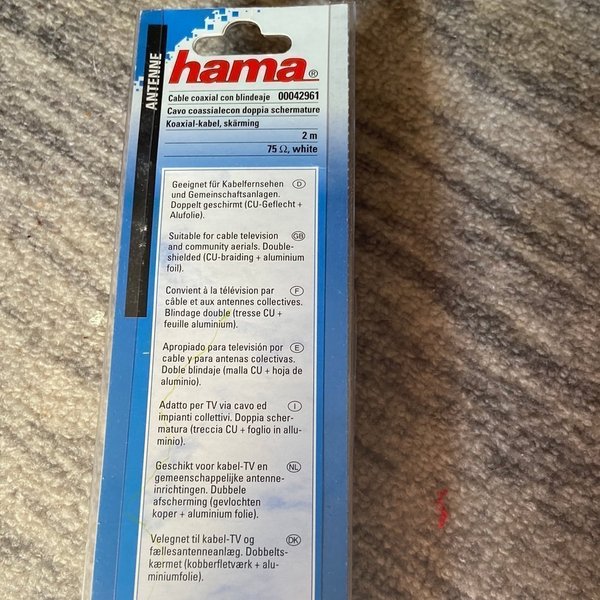 ANTENNE
hama®
Cable coaxial con blindeaje 00042961
Cavo coassialecon doppia schermature
Koaxial-kabel, skärming
2 m
75 Ω, white
Geeignet für Kabelfernsehen D
und Gemeinschaftsanlagen.
Doppelt geschirmt (CU-Geflecht +
Alufolie).
Suitable for cable television GB
and community aerials. Double-
shielded (CU-braiding + aluminium
foil).
Convient à la télévision par F
câble et aux antennes collectives.
Blindage double (tresse CU +
feuille aluminium).
Apropiado para televisión por E
cable y para antenas colectivas.
Doble blindaje (malla CU + hoja de
aluminio).
Adatto per TV via cavo ed I
impianti collettivi. Doppia scher-
matura (treccia CU + foglio in allu-
minio).
Geschikt voor kabel-TV en NL
gemeenschappelijke antenne-
inrichtingen. Dubbele
afscherming (gevlochten
koper + aluminium folie).
Velegnet til kabel-TV og DK
fællesantenneanlæg. Dobbelts-
kærmet (kobberfletværk + alu-
miniumfolie).